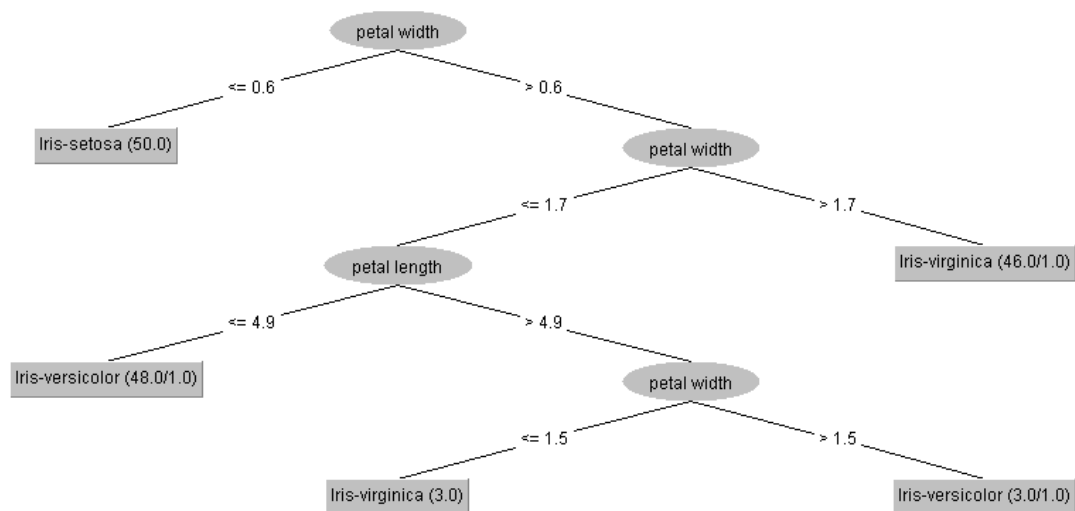 petal width
<= 0.6
> 0.6
Iris-setosa (50.0)
petal width
<= 1.7
> 1.7
petal length
Iris-virginica (46.0/1.0)
<= 4.9
> 4.9
Iris-versicolor (48.0/1.0)
petal width
<= 1.5
> 1.5
Iris-virginica (3.0)
Iris-versicolor (3.0/1.0)